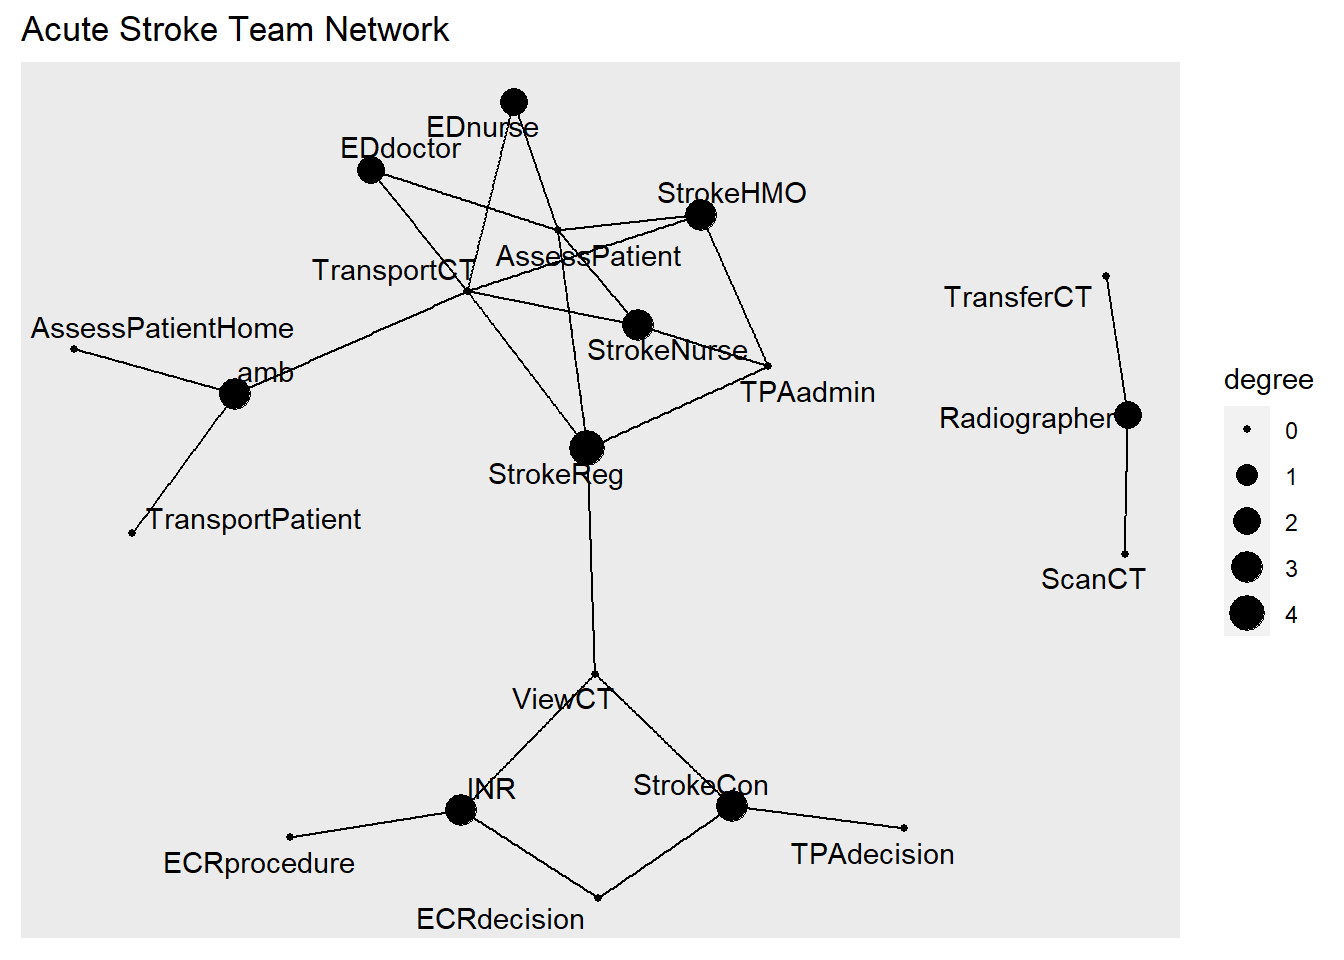 Acute Stroke Team Network
EDnurse
EDdoctor
StrokeHMO
AssessPatient
TransportCT
TransferCT
AssessPatientHome
StrokeNurse
amb
TPAadmin
Radiographer
StrokeReg
TransportPatient
ScanCT
ViewCT
INR
StrokeCon
TPAdecision
ECRprocedure
ECRdecision
degree
0
1
2
3
4